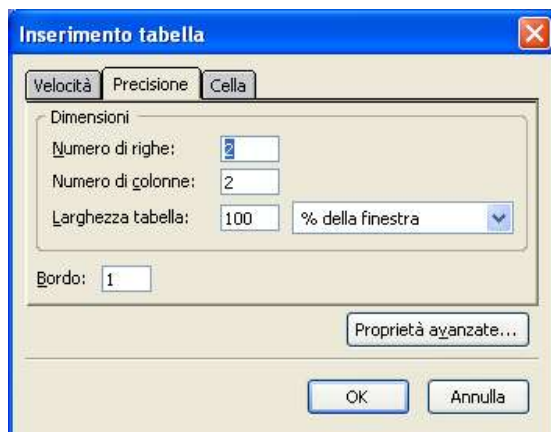 Inserimento tabella
Velocità Precisione Cella
Dimensioni
Numero di righe: 2
Numero di colonne: 2
Larghezza tabella: 100 % della finestra
Bordo: 1
Proprietà avanzate...
OK Annulla